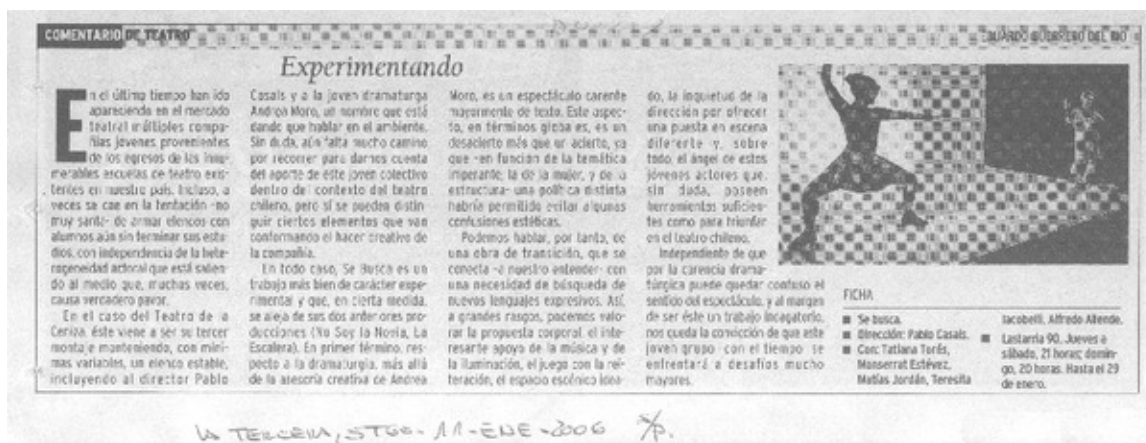 COMENTARIO DE TEATRO
EDUARDO GUERRERO DEL RIO
Experimentando
En el último tiempo han ido
apareciendo en el mercado
teatral múltiples compa-
ñías jóvenes provenientes
de los egresos de las innu-
merables escuelas de teatro exis-
tentes en nuestro país. Incluso, a
veces se cae en la tentación -no
muy santa- de armar elencos con
alumnos aún sin terminar sus estu-
dios, con independencia de la hete-
rogeneidad actoral que está salien-
do al medio que, muchas veces,
causa verdadero pavor.
En el caso del Teatro de la
Ceniza, éste viene a ser su tercer
montaje manteniendo, con míni-
mas variables, un elenco estable,
incluyendo al director Pablo
Casals y a la joven dramaturga
Andrea Moro, un nombre que está
dando que hablar en el ambiente.
Sin duda, aún falta mucho camino
por recorrer para darnos cuenta
del aporte de este joven colectivo
dentro del contexto del teatro
chileno, pero sí se pueden distin-
guir ciertos elementos que van
conformando el hacer creativo de
la compañía.
En todo caso, Se Busca es un
trabajo más bien de carácter expe-
rimental y que, en cierta medida,
se aleja de sus dos anteriores pro-
ducciones (No Soy la Novia, La
Escalera). En primer término, res-
pecto a la dramaturgia, más allá
de la asesoría creativa de Andrea
Moro, es un espectáculo carente
mayormente de texto. Este aspec-
to, en términos globales, es un
desacierto más que un acierto, ya
que -en función de la temática
imperante, la de la mujer, y de la
estructura- una política distinta
habría permitido evitar algunas
confusiones estéticas.
Podemos hablar, por tanto, de
una obra de transición, que se
conecta -a nuestro entender- con
una necesidad de búsqueda de
nuevos lenguajes expresivos. Así,
a grandes rasgos, podemos valo-
rar la propuesta corporal, el inte-
resante apoyo de la música y de
la iluminación, el juego con la rei-
teración, el espacio escénico idea-
do, la inquietud de la
dirección por ofrecer
una puesta en escena
diferente y, sobre
todo, el ángel de estos
jóvenes actores que,
sin duda, poseen
herramientos suficien-
tes como para triunfar
en el teatro chileno.
Independiente de que
por la carencia drama-
túrgica puede quedar confuso el
sentido del espectáculo, y al margen
de ser éste un trabajo indagatorio,
nos queda la convicción de que este
joven grupo con el tiempo se
enfrentará a desafíos mucho
mayores.
FICHA
■ Se busca.
■ Dirección: Pablo Casals.
■ Con: Tatiana Torés,
Monserrat Estévez,
Matías Jordán, Teresita
Iacobelli, Alfredo Allende.
■ Lastarria 90. Jueves a
sábado, 21 horas; domin-
go, 20 horas. Hasta el 29
de enero.
LA TERCERA, STGO. 11-ENE-2006 s/p.